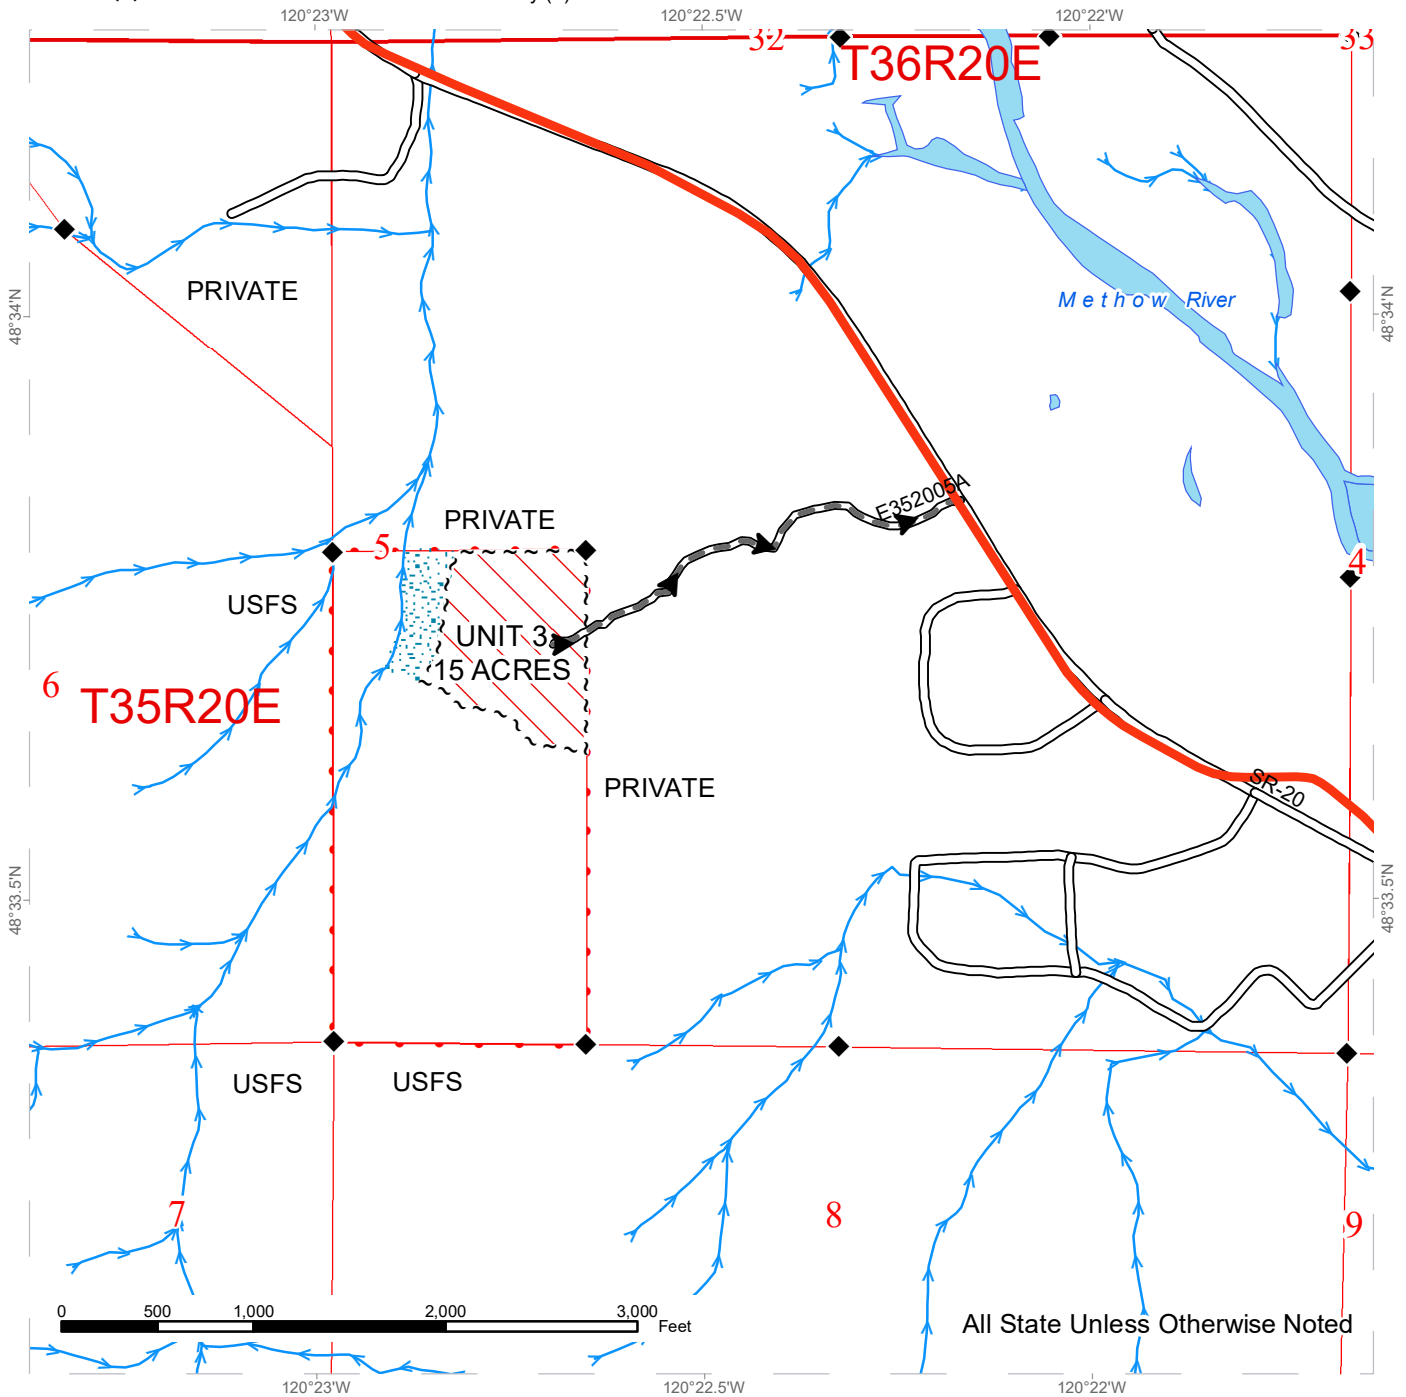 120°23'W
120°22.5'W
120°22'W
32
33
T36R20E
PRIVATE
Methow River
48°34'N
48°34'N
E352005A
PRIVATE
5
4
USFS
UNIT 3
15 ACRES
6
T35R20E
PRIVATE
SR-20
48°33.5'N
48°33.5'N
USFS
USFS
7
8
9
0
500
1,000
2,000
3,000
Feet
All State Unless Otherwise Noted
120°23'W
120°22.5'W
120°22'W